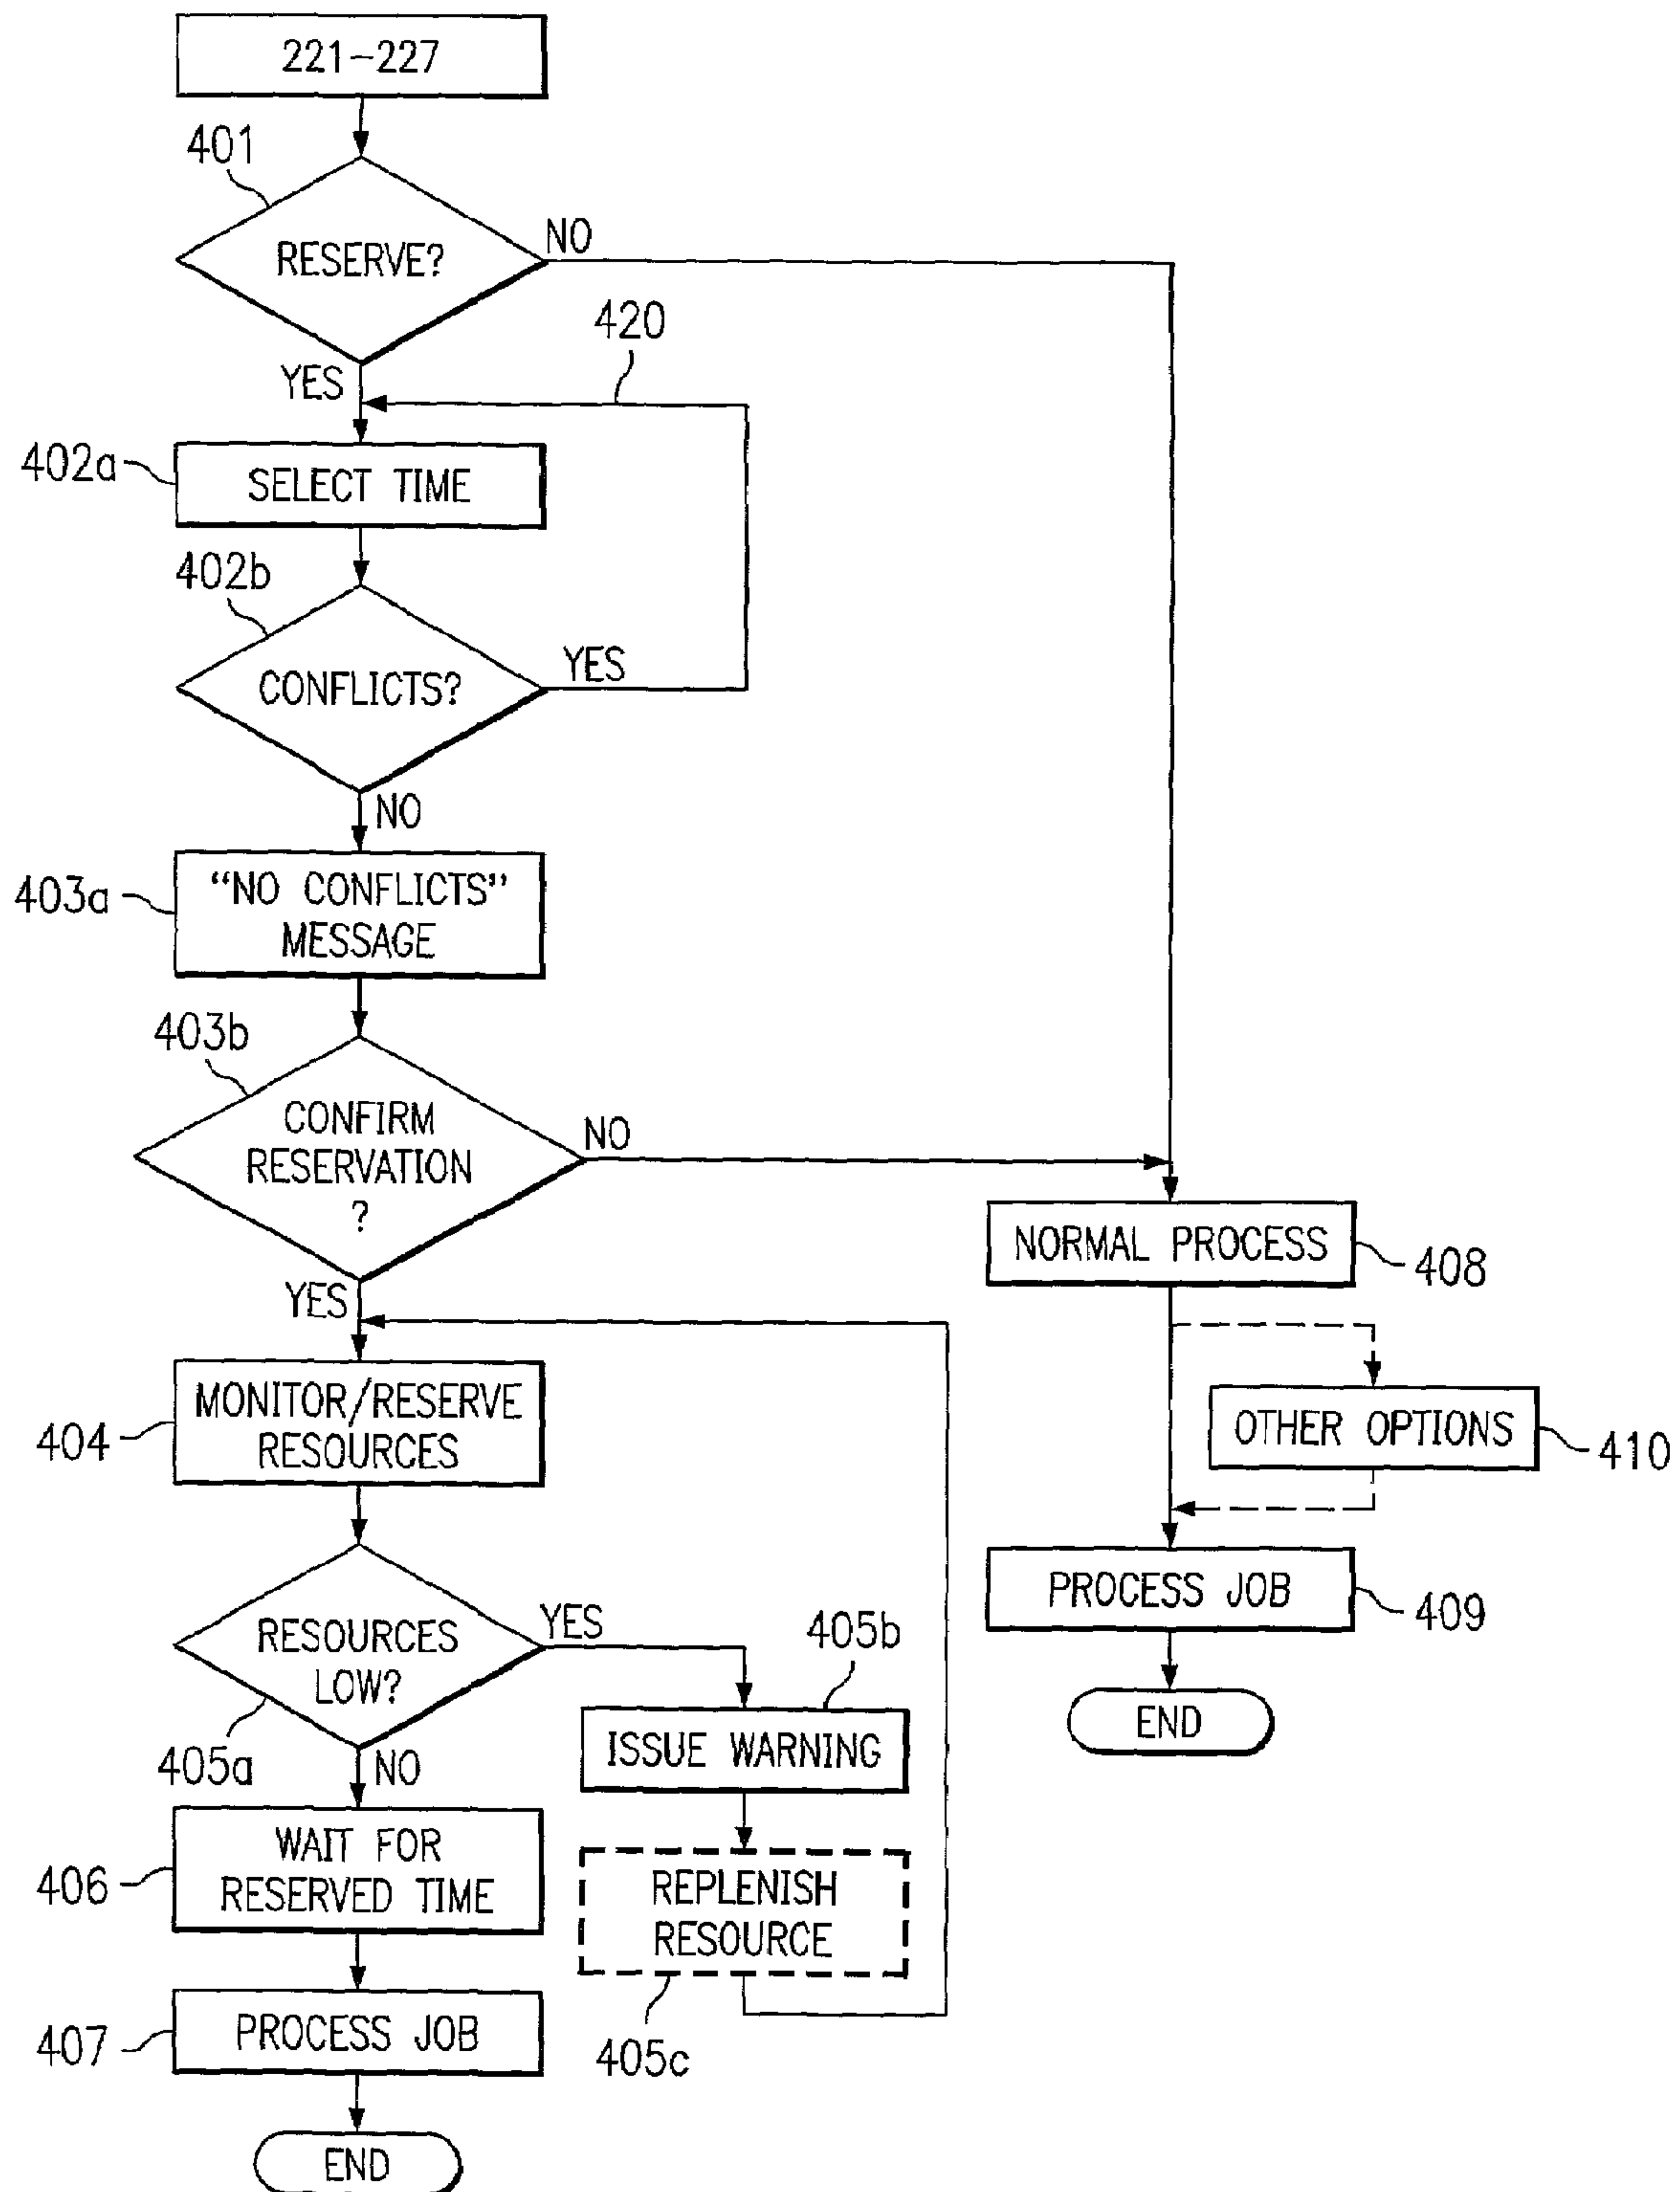 221-227
401
RESERVE?
NO
420
YES
402a
SELECT TIME
402b
CONFLICTS?
YES
NO
403a
"NO CONFLICTS"
MESSAGE
403b
CONFIRM
RESERVATION
?
NO
YES
NORMAL PROCESS
408
404
MONITOR/RESERVE
RESOURCES
OTHER OPTIONS
410
RESOURCES
LOW?
YES
405a
NO
405b
ISSUE WARNING
PROCESS JOB
409
END
406
WAIT FOR
RESERVED TIME
REPLENISH
RESOURCE
405c
407
PROCESS JOB
END